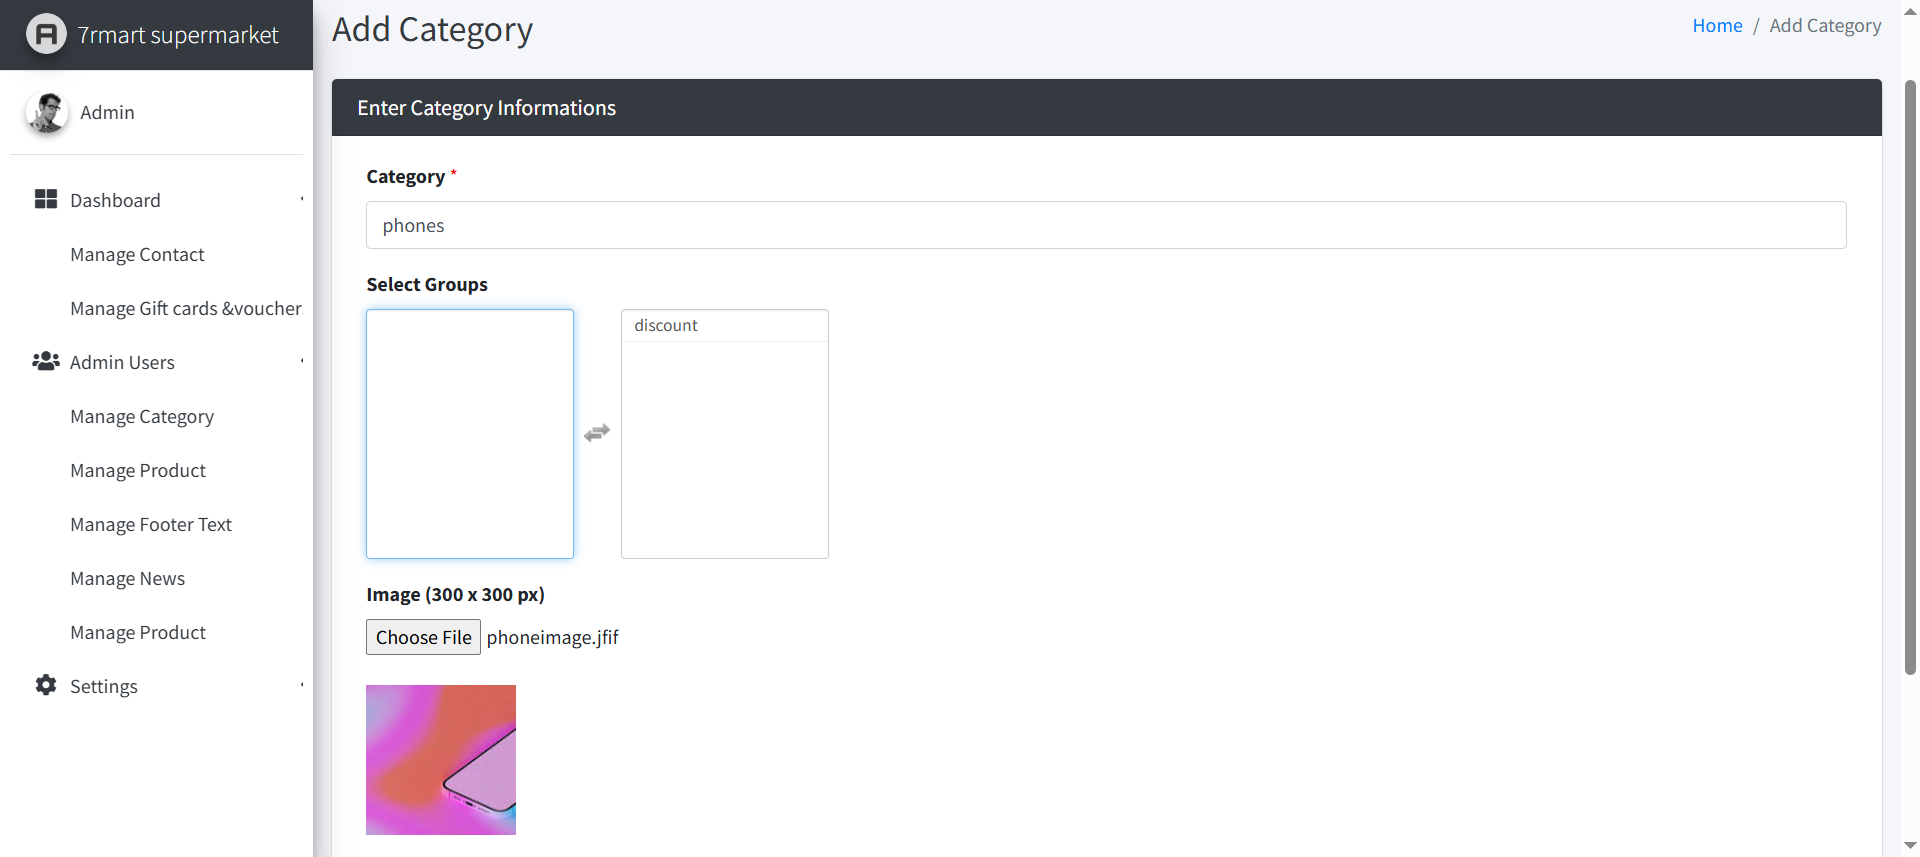 7rmart supermarket
Admin
Dashboard
Manage Contact
Manage Gift cards &voucher
Admin Users
Manage Category
Manage Product
Manage Footer Text
Manage News
Manage Product
Settings
Add Category
Home / Add Category
Enter Category Informations
Category *
phones
Select Groups
discount
Image (300 x 300 px)
Choose File phoneimage.jfif